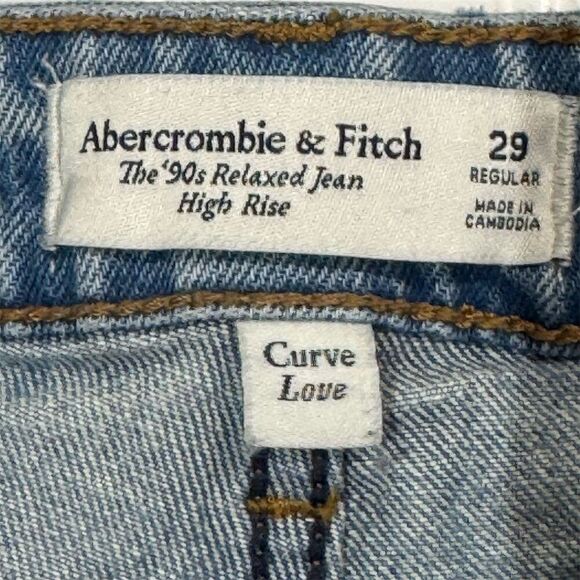 Abercrombie & Fitch
The '90s Relaxed Jean
High Rise
29
REGULAR
MADE IN
CAMBODIA
Curve
Love